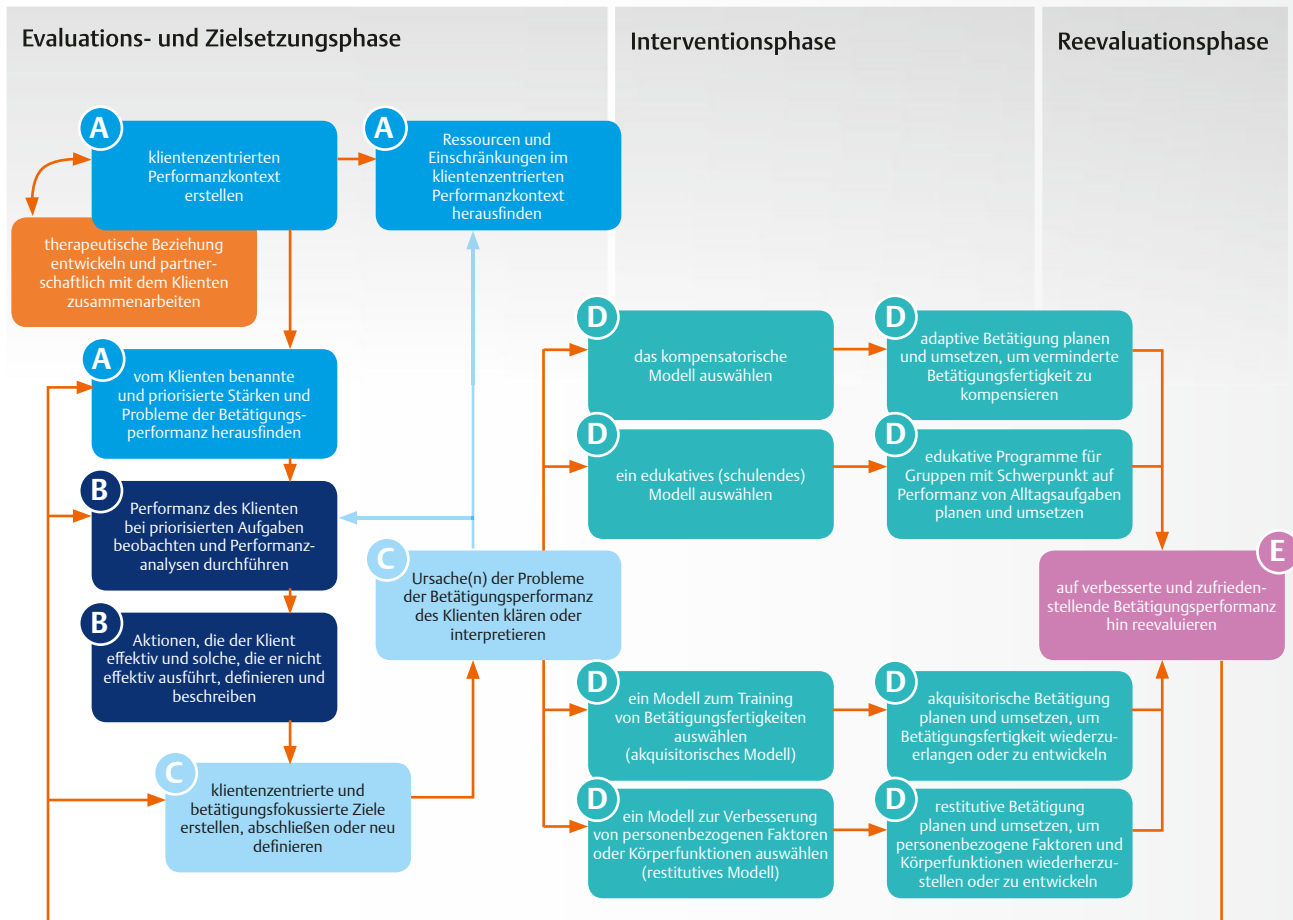 Evaluations- und Zielsetzungsphase
Interventionsphase
Reevaluationsphase
A
klientenzentrierten
Performanzkontext
erstellen
A
Ressourcen und
Einschränkungen im
klientenzentrierten
Performanzkontext
herausfinden
therapeutische Beziehung
entwickeln und partner-
schaftlich mit dem Klienten
zusammenarbeiten
A
vom Klienten benannte
und priorisierte Stärken und
Probleme der Betätigungs-
performanz herausfinden
B
Performanz des Klienten
bei priorisierten Aufgaben
beobachten und Performanz-
analysen durchführen
B
Aktionen, die der Klient
effektiv und solche, die er nicht
effektiv ausführt, definieren und
beschreiben
C
klientenzentrierte und
betätigungsfokussierte Ziele
erstellen, abschließen oder neu
definieren
C
Ursache(n) der Probleme
der Betätigungsperformanz
des Klienten klären oder
interpretieren
D
das kompensatorische
Modell auswählen
D
adaptive Betätigung planen
und umsetzen, um verminderte
Betätigungsfertigkeit zu
kompensieren
D
ein edukatives (schulendes)
Modell auswählen
D
edukative Programme für
Gruppen mit Schwerpunkt auf
Performanz von Alltagsaufgaben
planen und umsetzen
D
ein Modell zum Training
von Betätigungsfertigkeiten
auswählen
(akquisitorisches Modell)
D
akquisitorische Betätigung
planen und umsetzen, um
Betätigungsfertigkeit wiederzu-
erlangen oder zu entwickeln
D
ein Modell zur Verbesserung
von personenbezogenen Faktoren
oder Körperfunktionen auswählen
(restitutives Modell)
D
restitutive Betätigung
planen und umsetzen, um
personenbezogene Faktoren und
Körperfunktionen wiederherzu-
stellen oder zu entwickeln
E
auf verbesserte und zufrieden-
stellende Betätigungsperformanz
hin reevaluieren